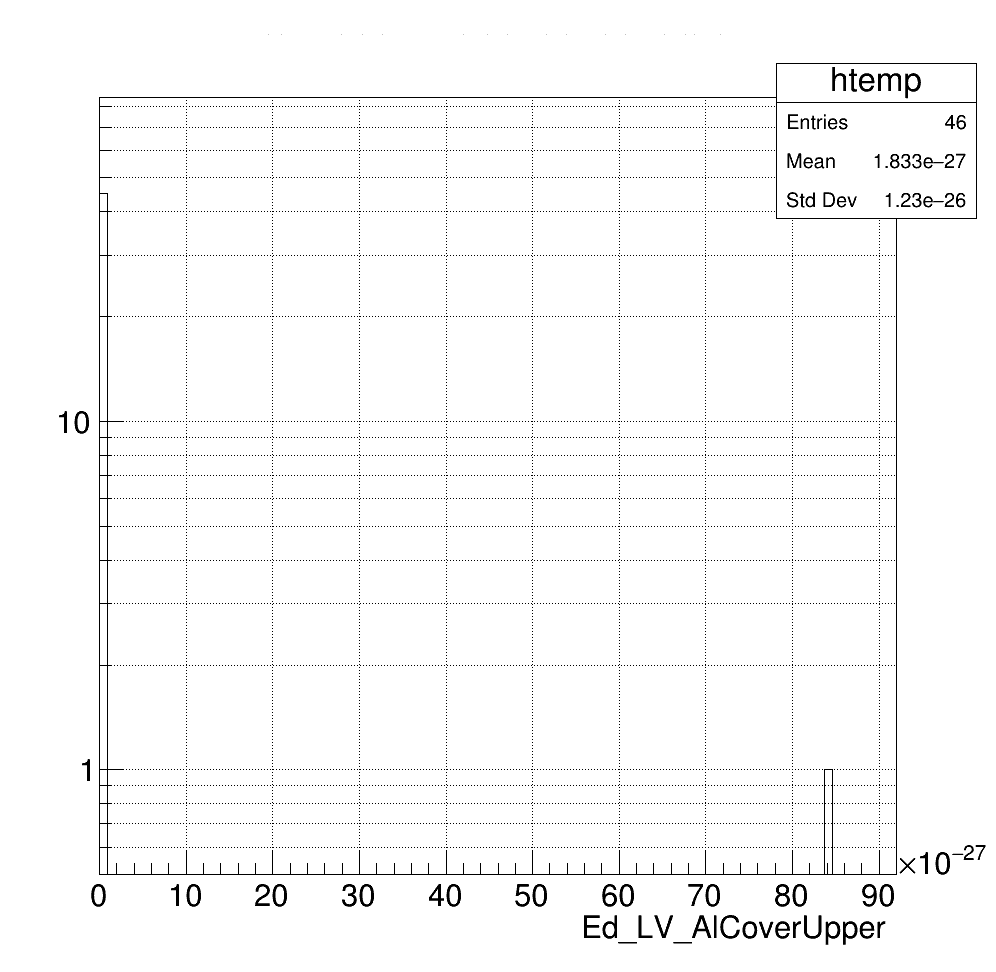 htemp
Entries 46
Mean 1.833e−27
Std Dev 1.23e−26
10
1
0 10 20 30 40 50 60 70 80 90
×10−27
Ed_LV_AlCoverUpper